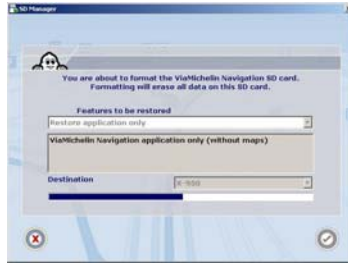 SD Manager
You are about to format the ViaMichelin Navigation SD card.
Formatting will erase all data on this SD card.
Features to be restored
Restore application only
ViaMichelin Navigation application only (without maps)
Destination
X-950